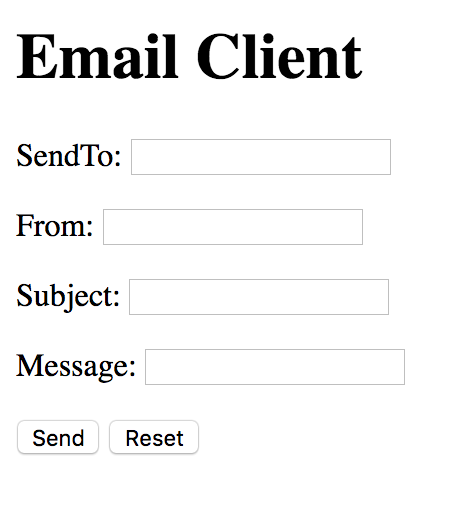 Email Client
SendTo:
From:
Subject:
Message:
Send Reset